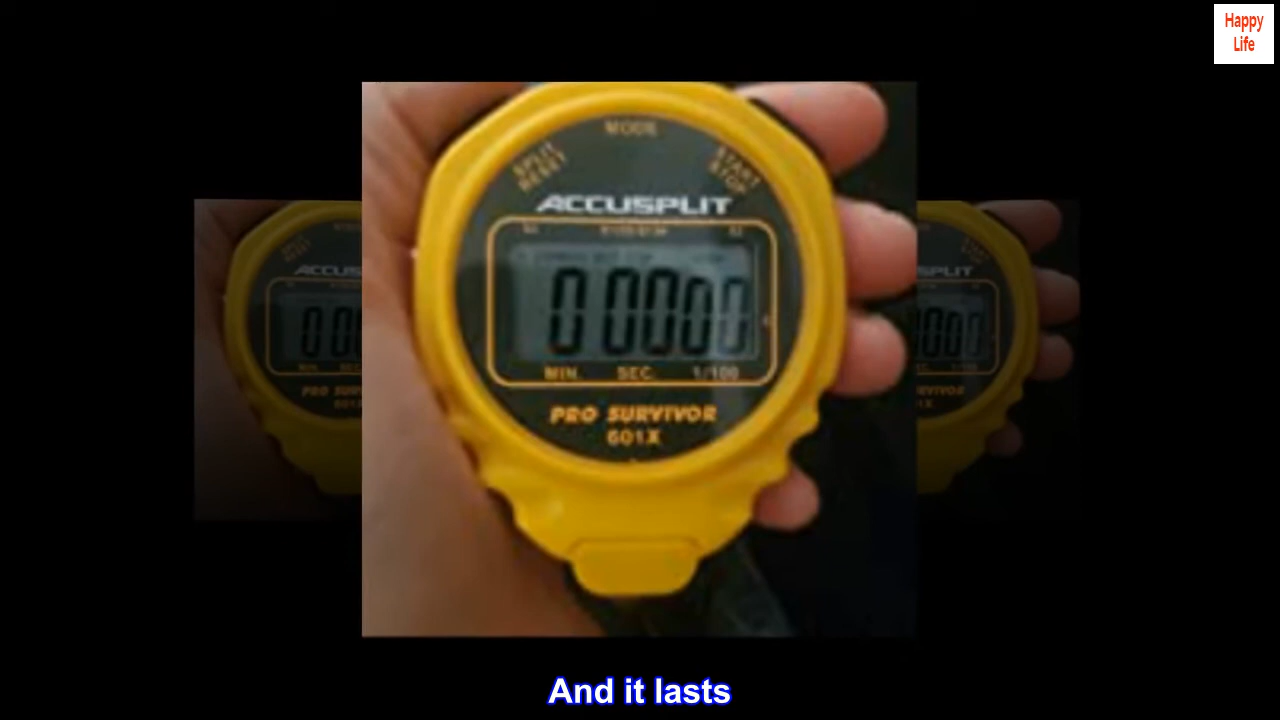 Happy
Life
MODE
SPLIT
RESET
START
STOP
ACCUSPLIT
0 00 00
MIN. SEC. 1/100
PRO SURVIVOR
601X
And it lasts